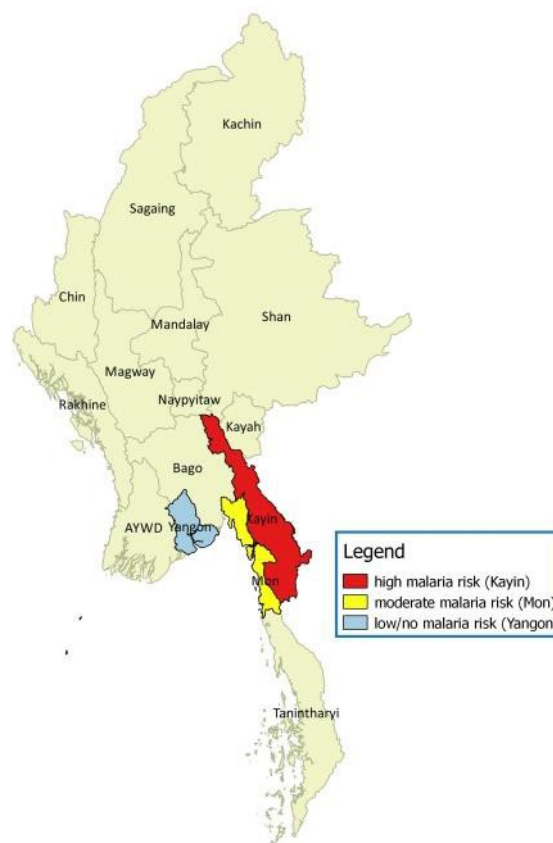 Kachin
Sagaing
Chin
Mandalay
Shan
Magway
Rakhine
Naypyitaw
Kayah
Bago
AYWD
Yangon
Kayin
Mon
Legend
high malaria risk (Kayin)
moderate malaria risk (Mon)
low/no malaria risk (Yangon
Tanintharyi